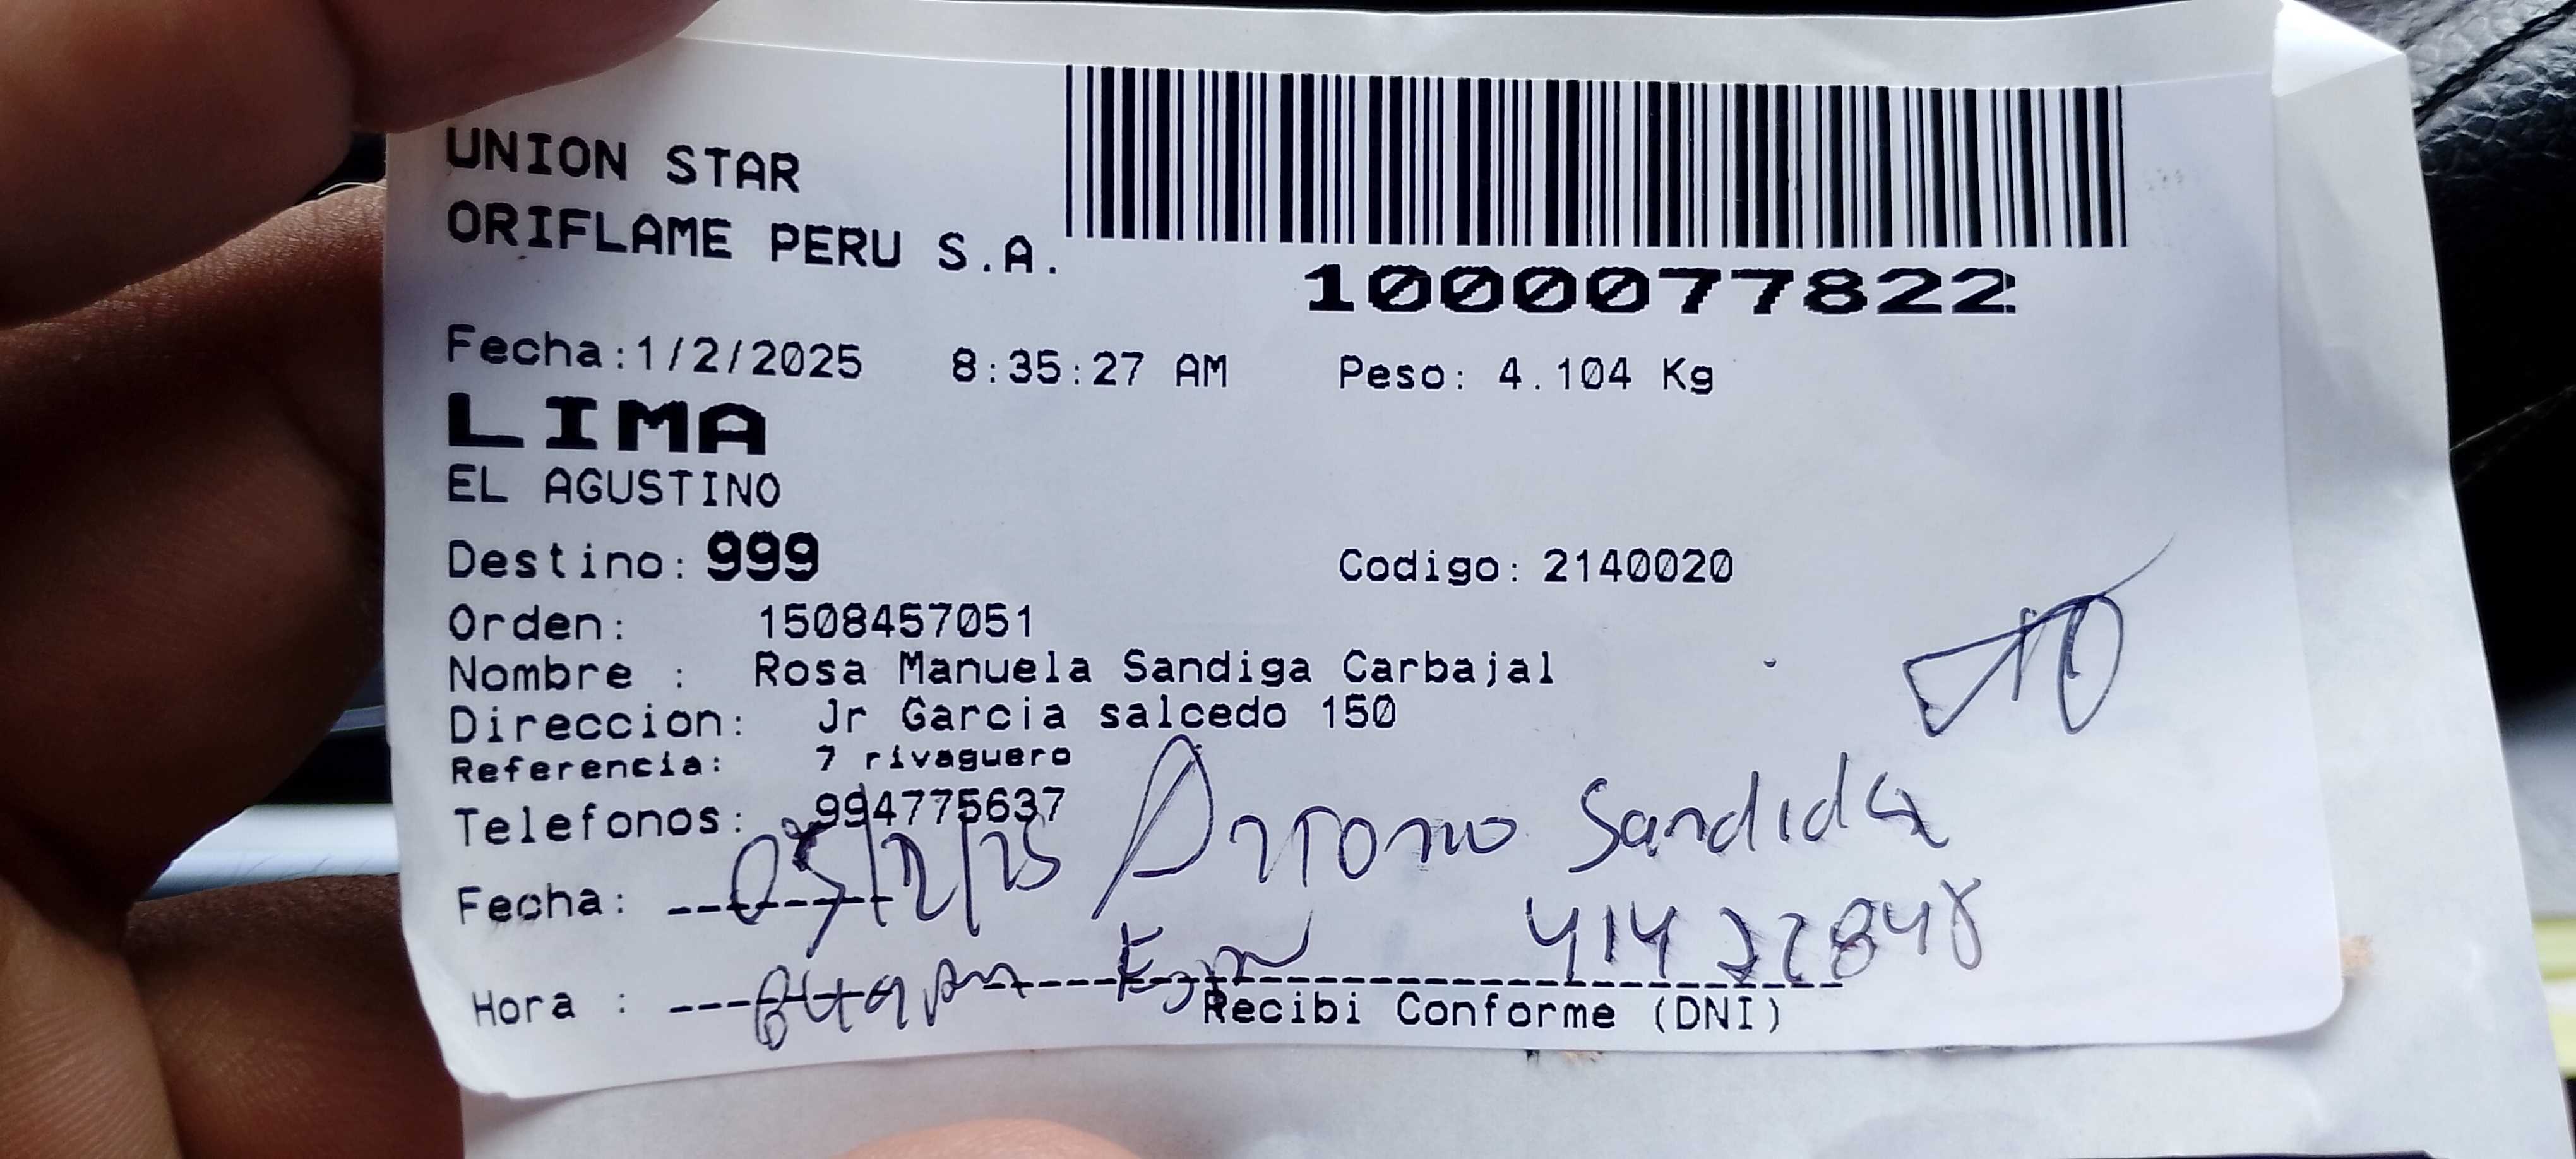 UNION STAR
ORIFLAME PERU S.A.
1000077822
Fecha:1/2/2025 8:35:27 AM Peso: 4.104 Kg
LIMA
EL AGUSTINO
Destino: 999 Codigo: 2140020
Orden: 1508457051
Nombre : Rosa Manuela Sandiga Carbajal
Direccion: Jr Garcia salcedo 150
Referencia: 7 rivaguero
Telefonos: 994775637
Antonio Sandida
Fecha:
Hora :
Recibi Conforme (DNI)